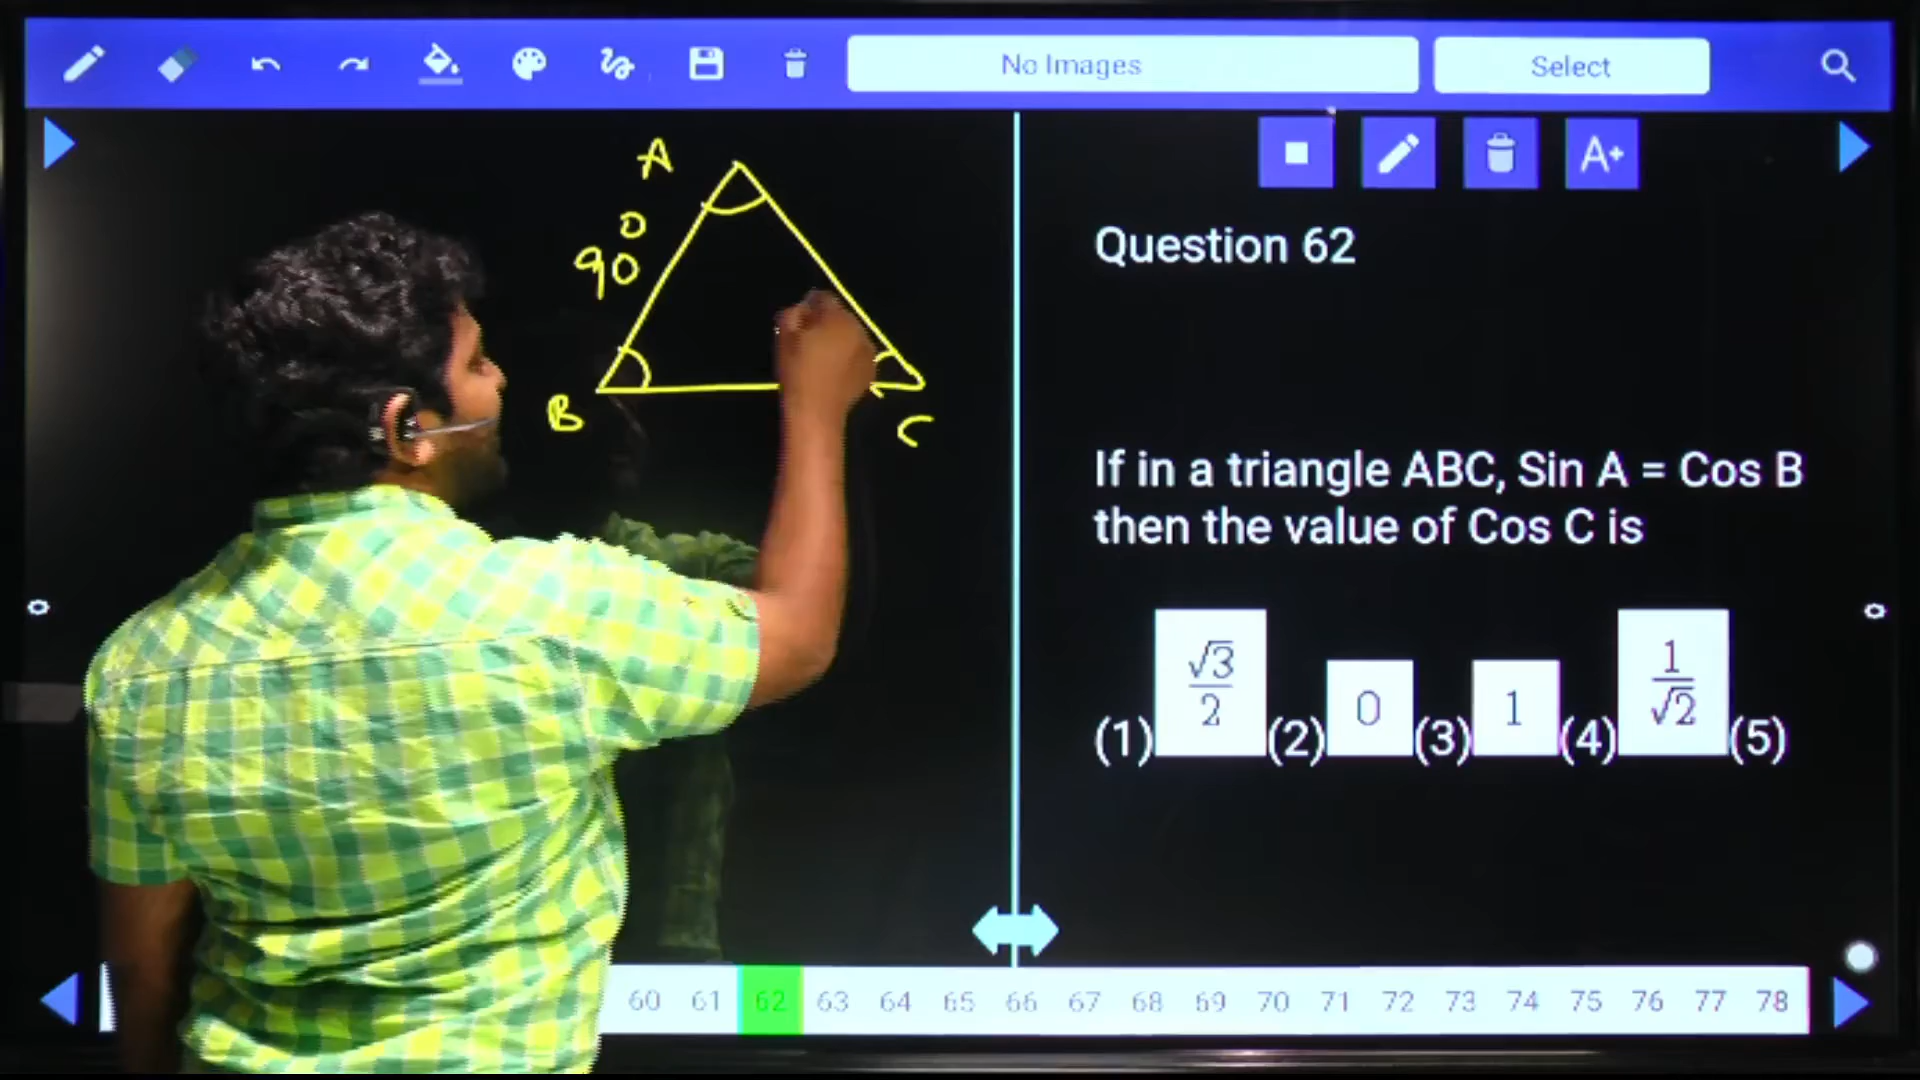 No Images
Select
A+
A
0
90
B
C
Question 62
If in a triangle ABC, Sin A = Cos B
then the value of Cos C is
(1) √3/2 (2) 0 (3) 1 (4) 1/√2 (5)
60 61 62 63 64 65 66 67 68 69 70 71 72 73 74 75 76 77 78